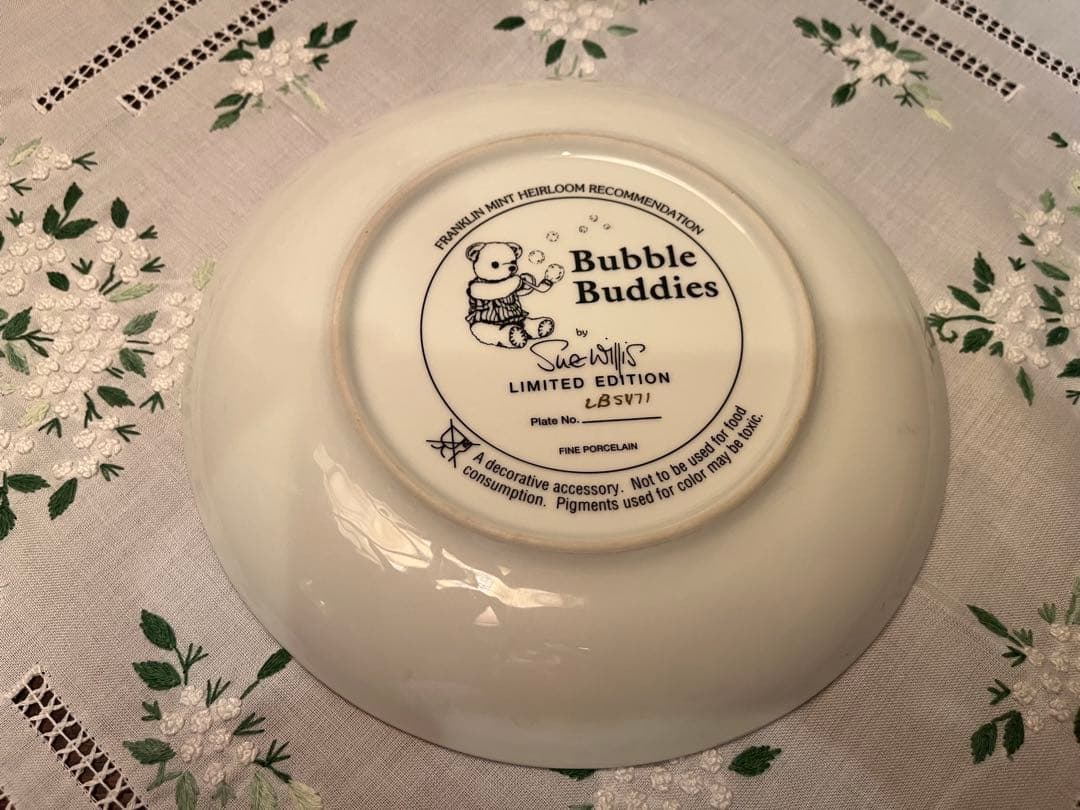 FRANKLIN MINT HEIRLOOM RECOMMENDATION
Bubble
Buddies
by
Sue Willis
LIMITED EDITION
LB5471
Plate No.
FINE PORCELAIN
A decorative accessory. Not to be used for food
consumption. Pigments used for color may be toxic.